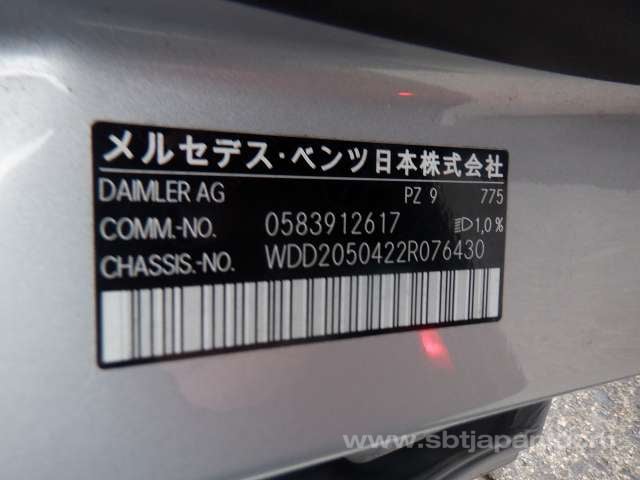 メルセデス・ベンツ日本株式会社
DAIMLER AG PZ 9 775
COMM.-NO. 0583912617 1,0%
CHASSIS.-NO. WDD2050422R076430
www.sbtjapan.com